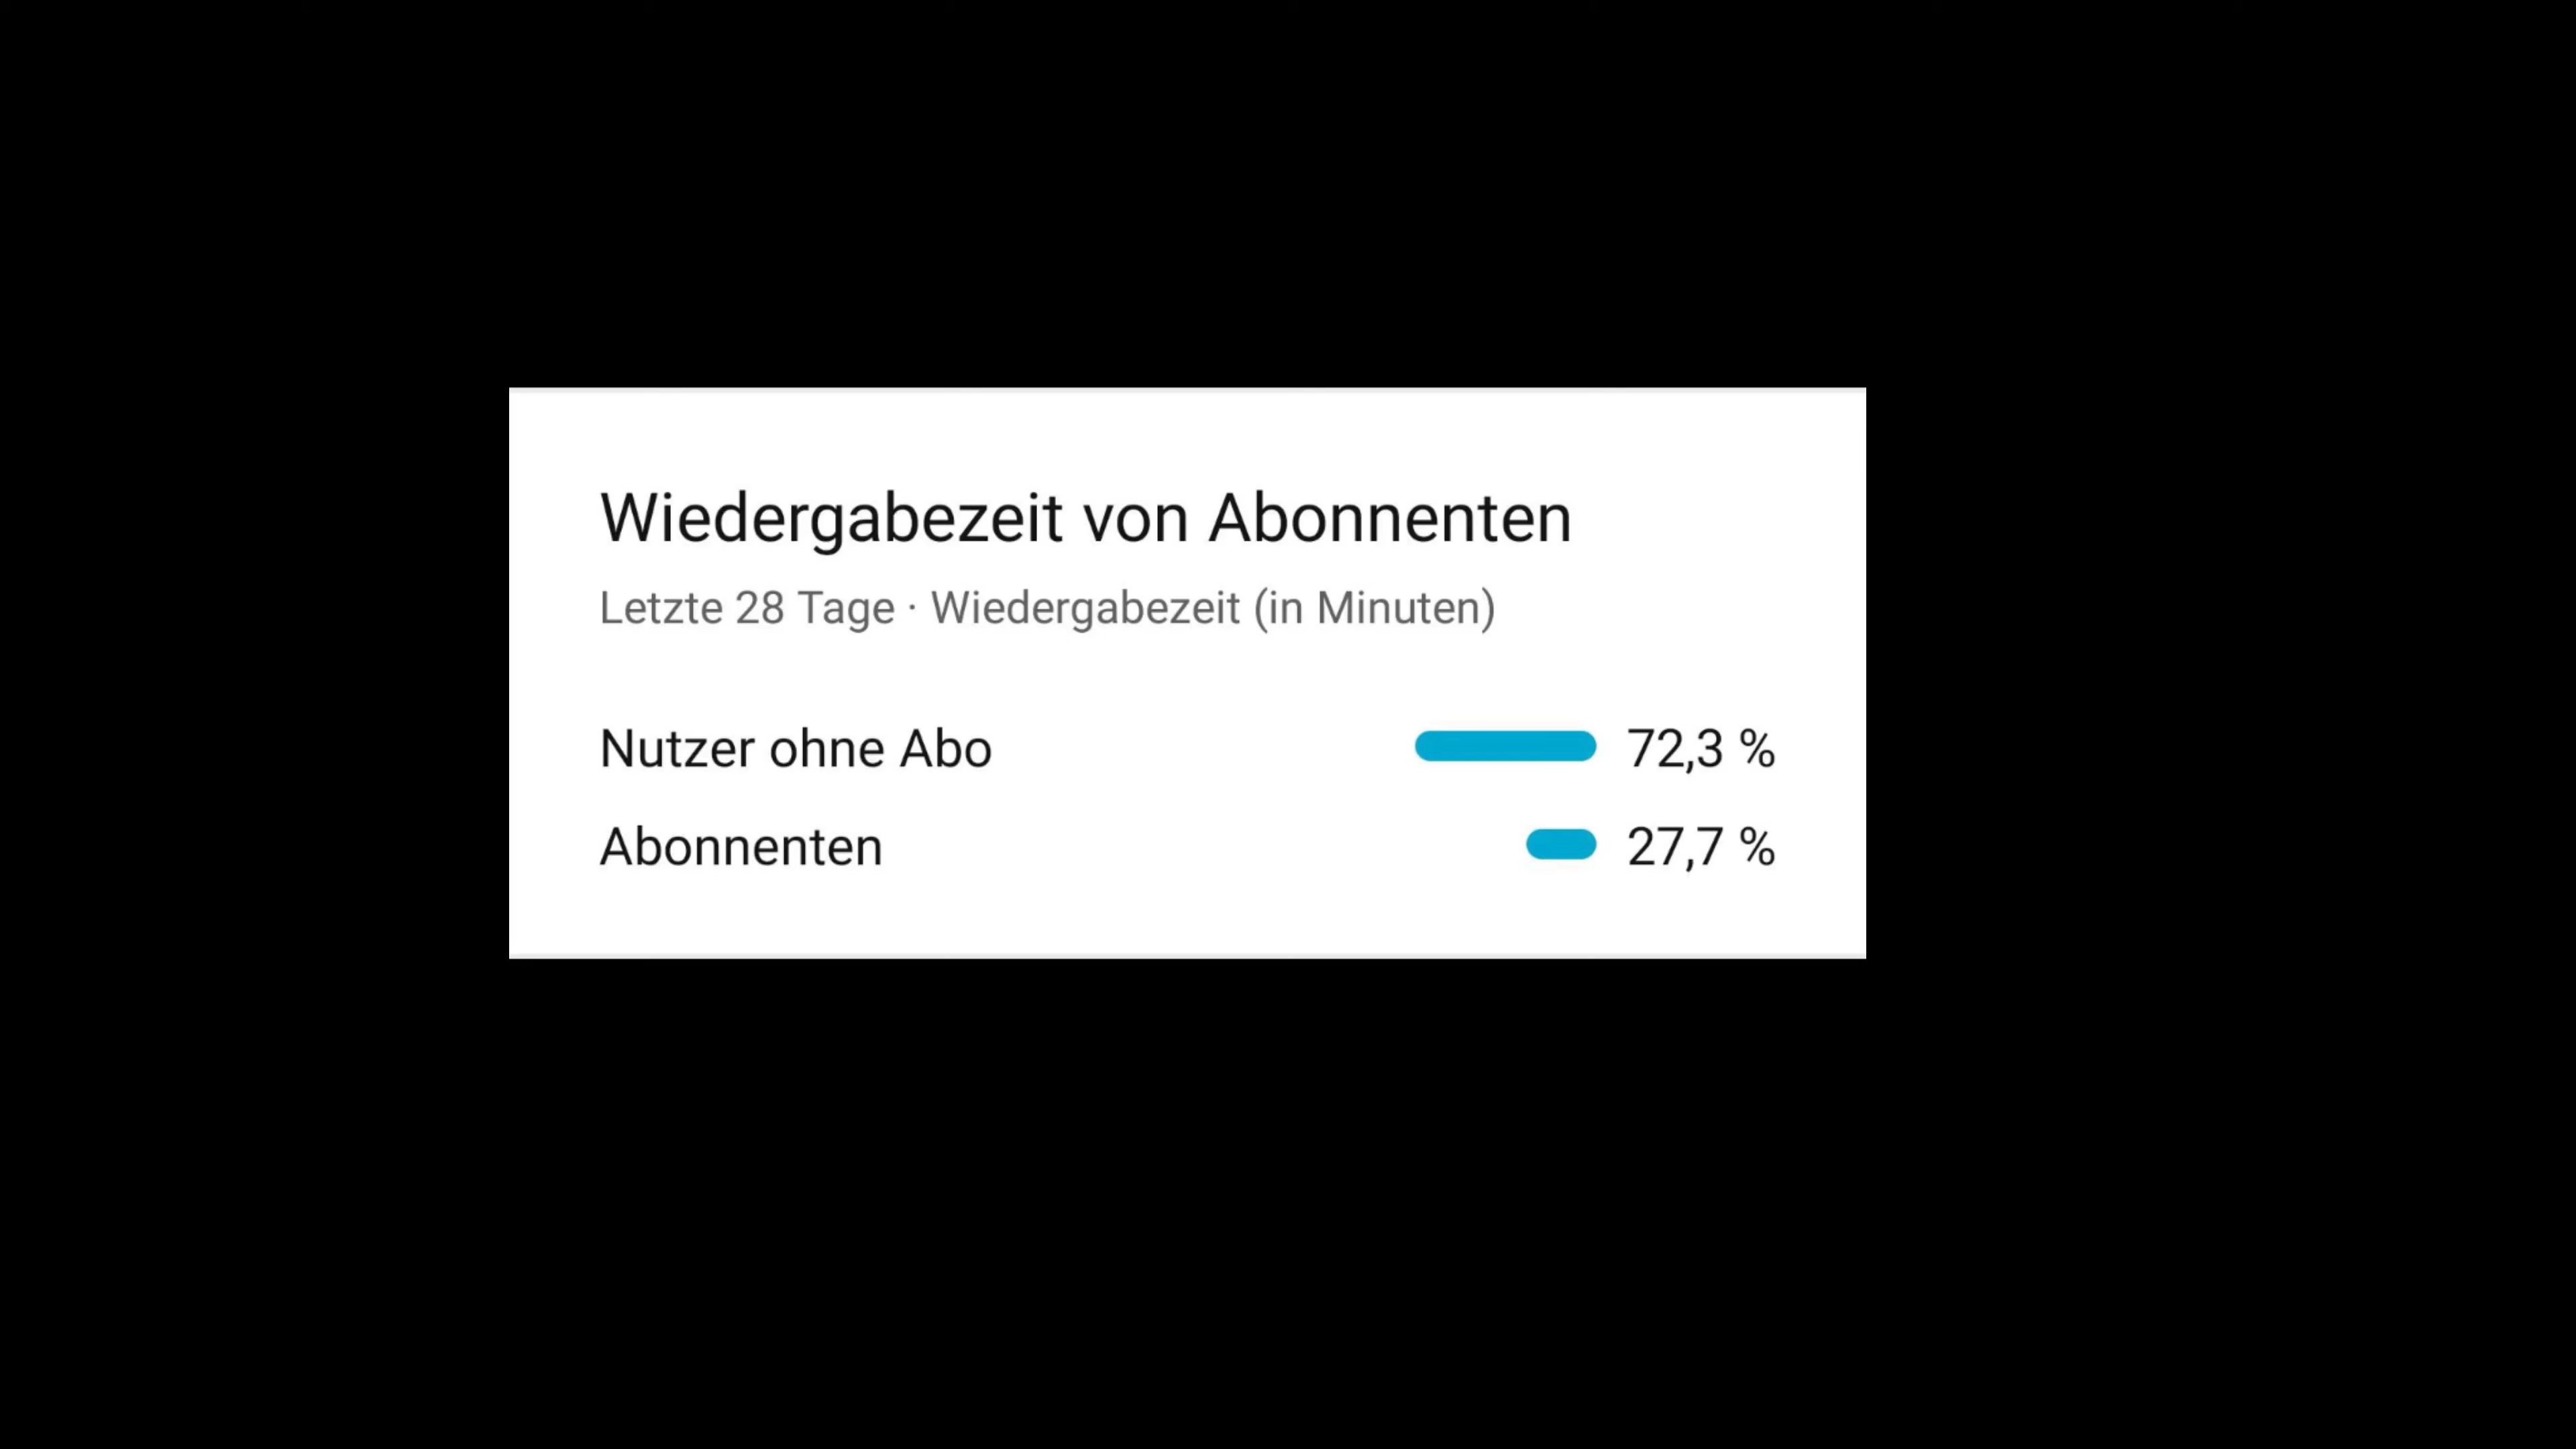 Wiedergabezeit von Abonnenten
Letzte 28 Tage · Wiedergabezeit (in Minuten)
Nutzer ohne Abo 72,3 %
Abonnenten 27,7 %